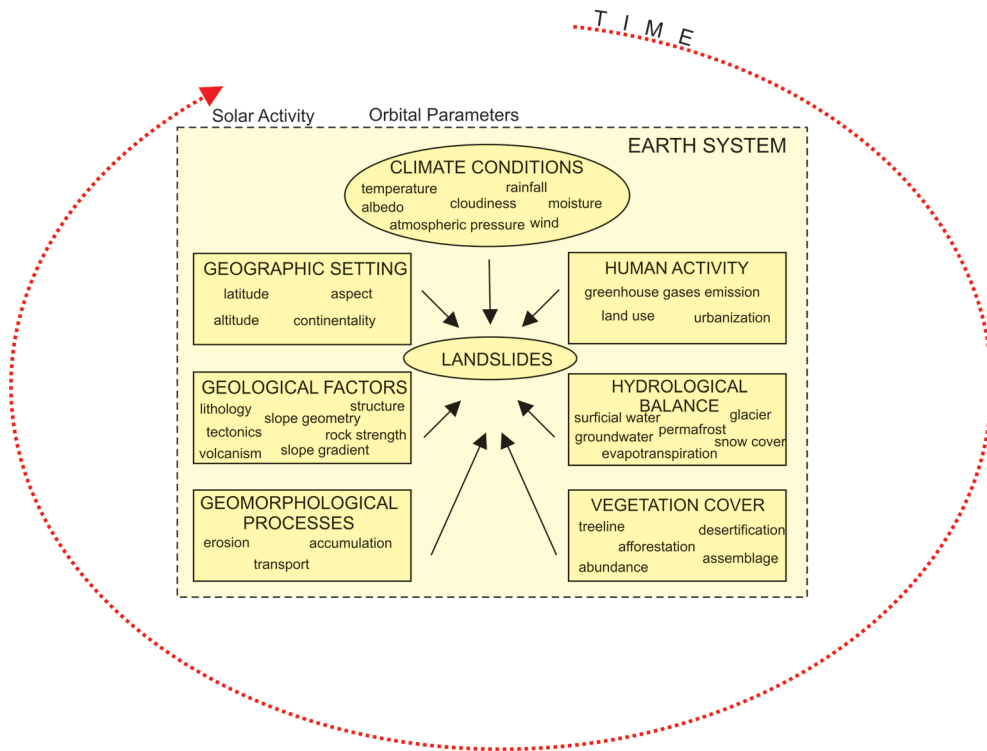 TIME
Solar Activity
Orbital Parameters
EARTH SYSTEM
CLIMATE CONDITIONS
temperature
rainfall
albedo
cloudiness
moisture
atmospheric pressure
wind
GEOGRAPHIC SETTING
latitude
aspect
altitude
continentality
HUMAN ACTIVITY
greenhouse gases emission
land use
urbanization
LANDSLIDES
GEOLOGICAL FACTORS
lithology
structure
slope geometry
tectonics
rock strength
volcanism
slope gradient
HYDROLOGICAL
BALANCE
surficial water
glacier
permafrost
groundwater
snow cover
evapotranspiration
GEOMORPHOLOGICAL
PROCESSES
erosion
accumulation
transport
VEGETATION COVER
treeline
desertification
afforestation
assemblage
abundance